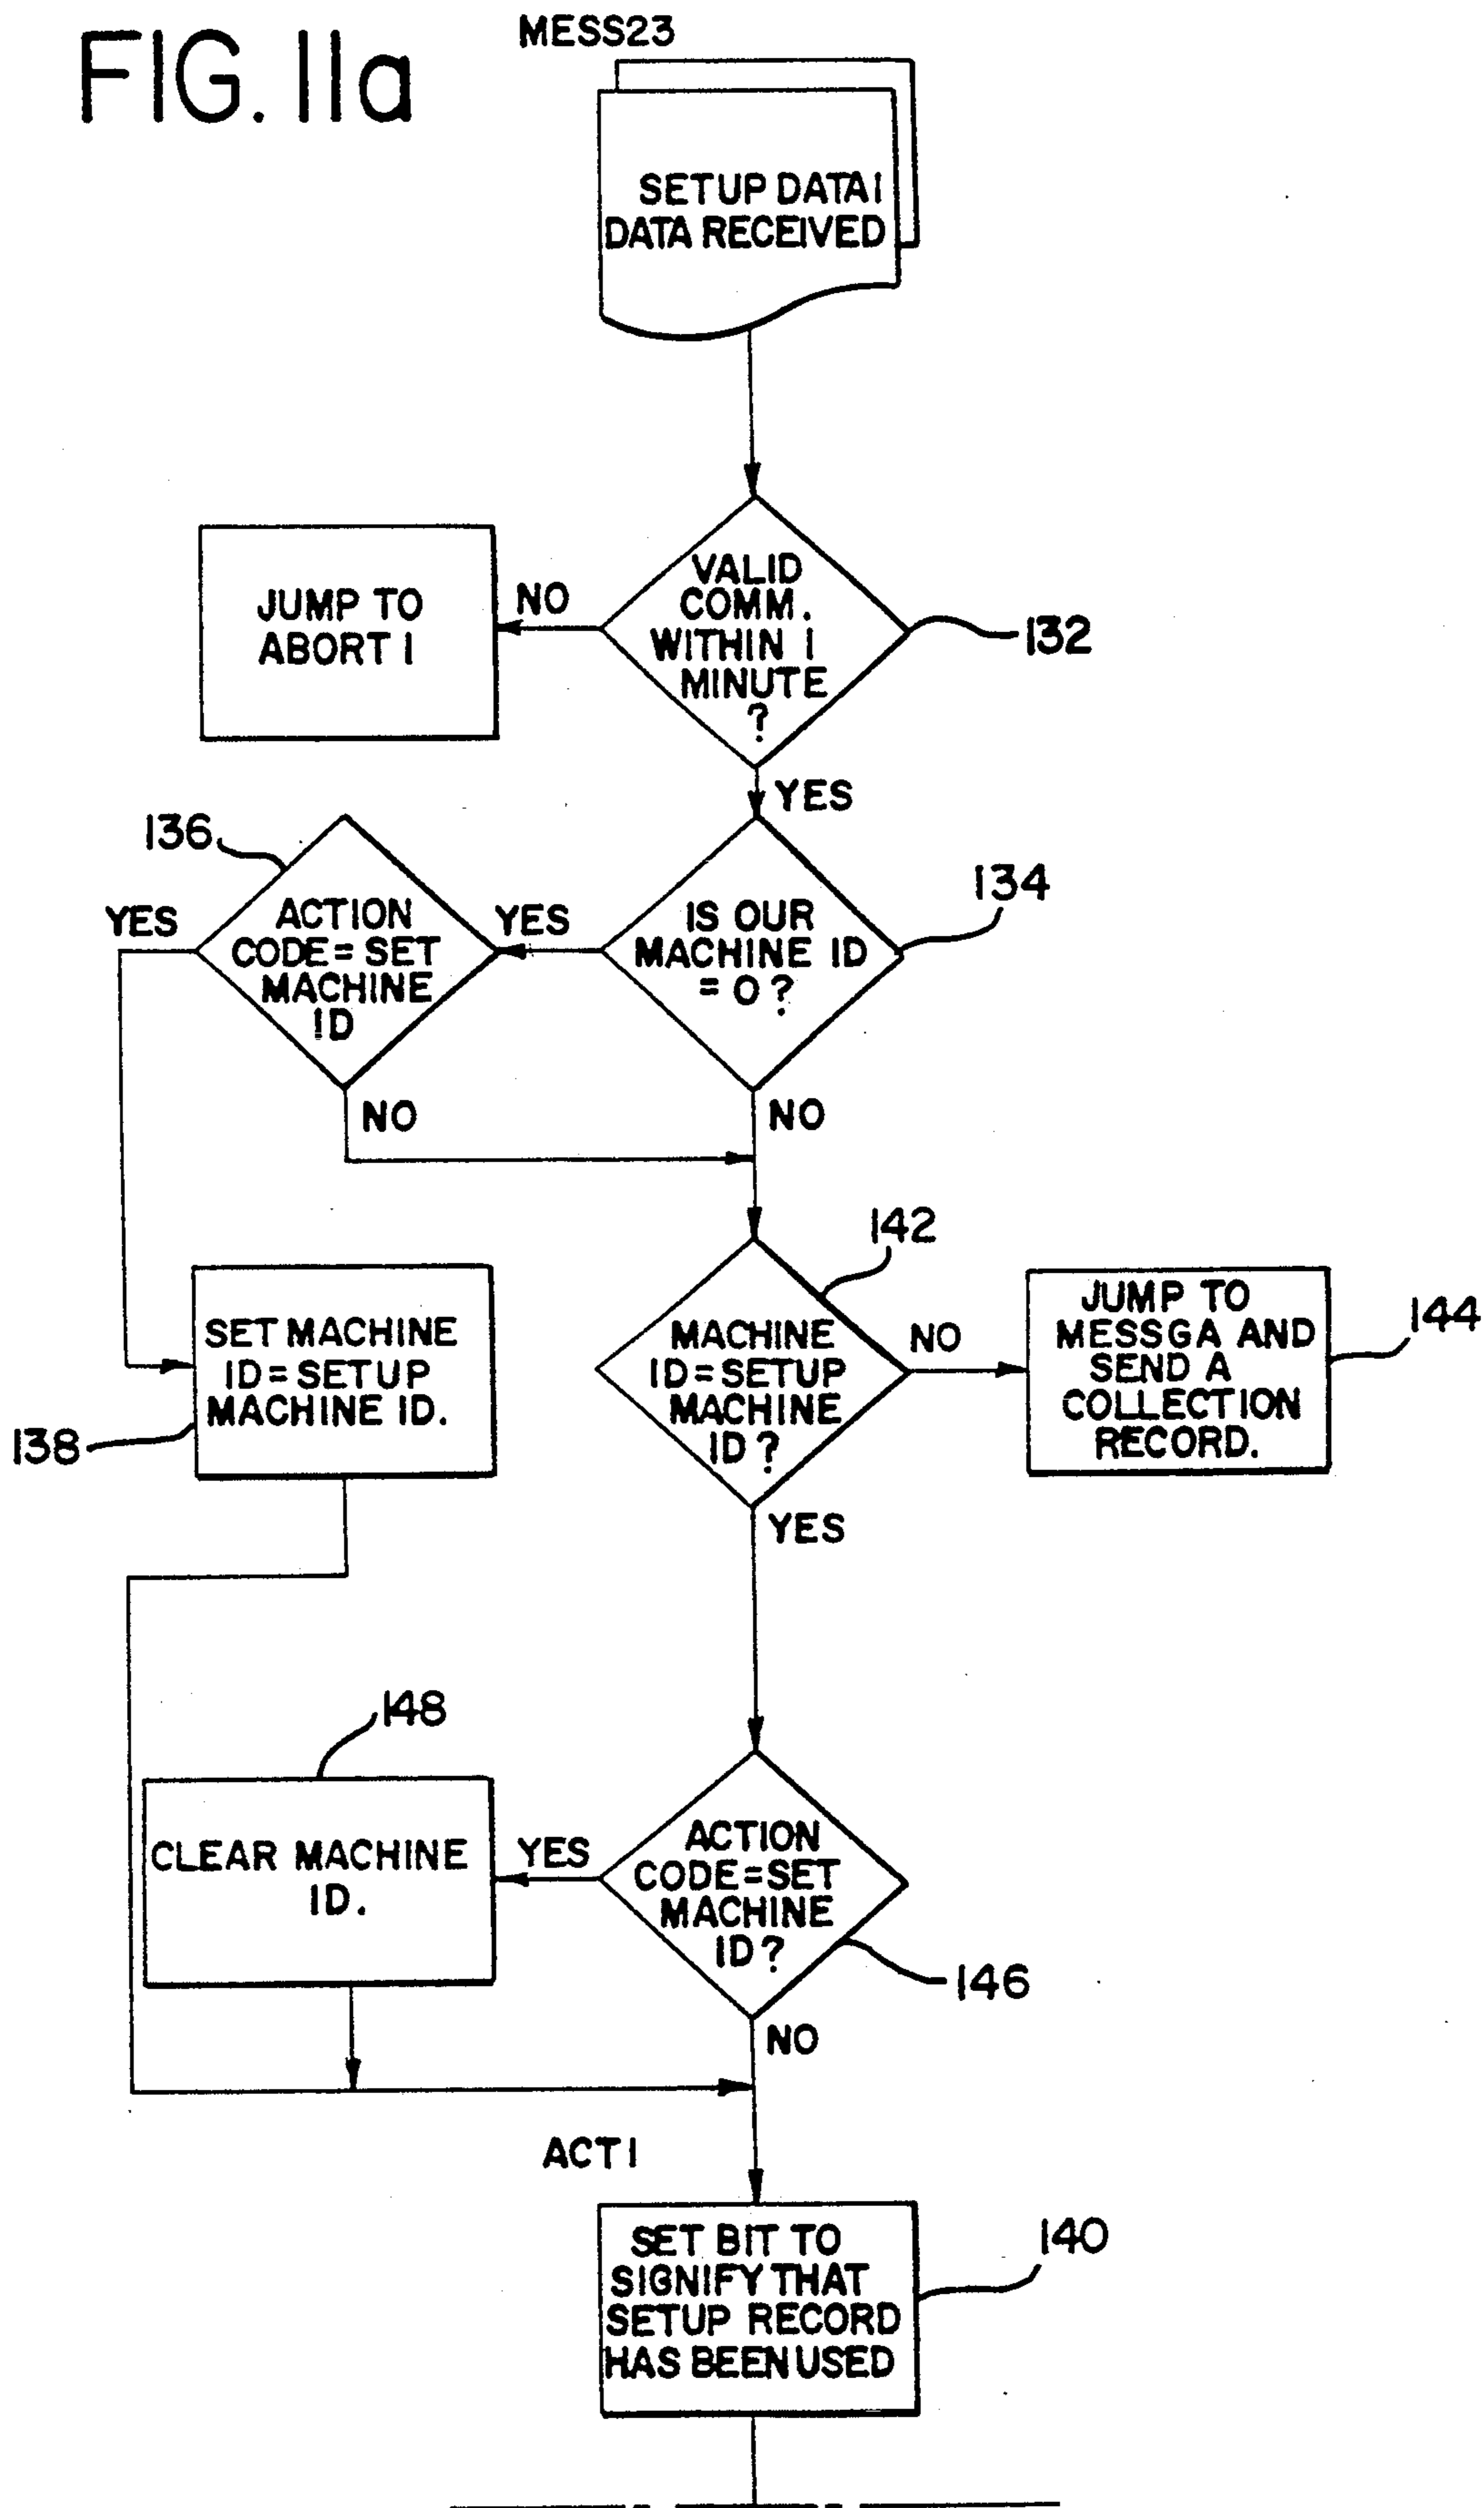 FIG. 11a
MESS23
SETUP DATA1
DATA RECEIVED
VALID
COMM.
WITHIN 1
MINUTE
?
132
NO
JUMP TO
ABORT 1
YES
136
134
YES
ACTION
CODE = SET
MACHINE
ID
YES
IS OUR
MACHINE ID
= 0 ?
NO
NO
142
SET MACHINE
ID = SETUP
MACHINE ID.
138
MACHINE
ID = SETUP
MACHINE
ID ?
NO
JUMP TO
MESSGA AND
SEND A
COLLECTION
RECORD.
144
YES
148
CLEAR MACHINE
ID.
YES
ACTION
CODE = SET
MACHINE
ID ?
146
NO
ACT1
SET BIT TO
SIGNIFY THAT
SETUP RECORD
HAS BEEN USED
140